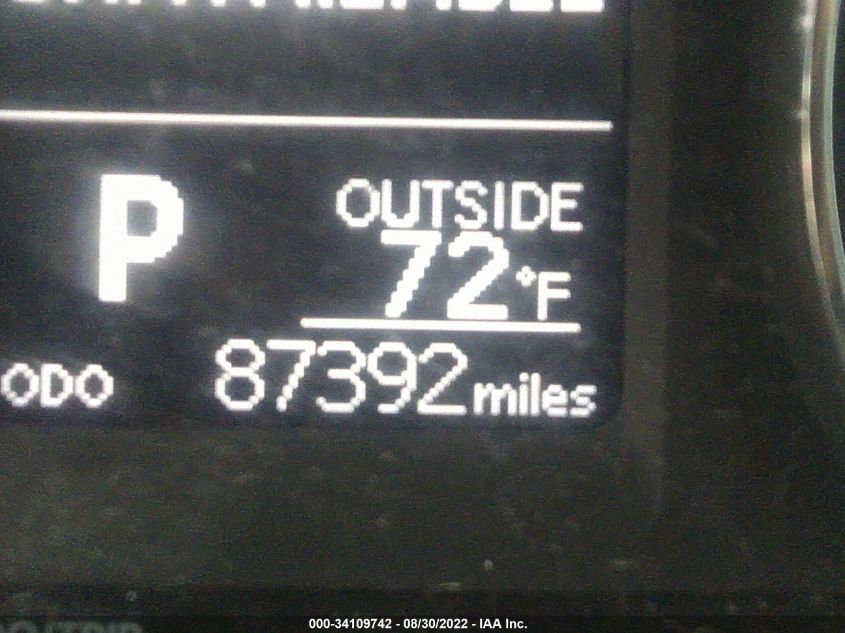 P
OUTSIDE
72°F
ODO 87392 miles
000-34109742 - 08/30/2022 - IAA Inc.